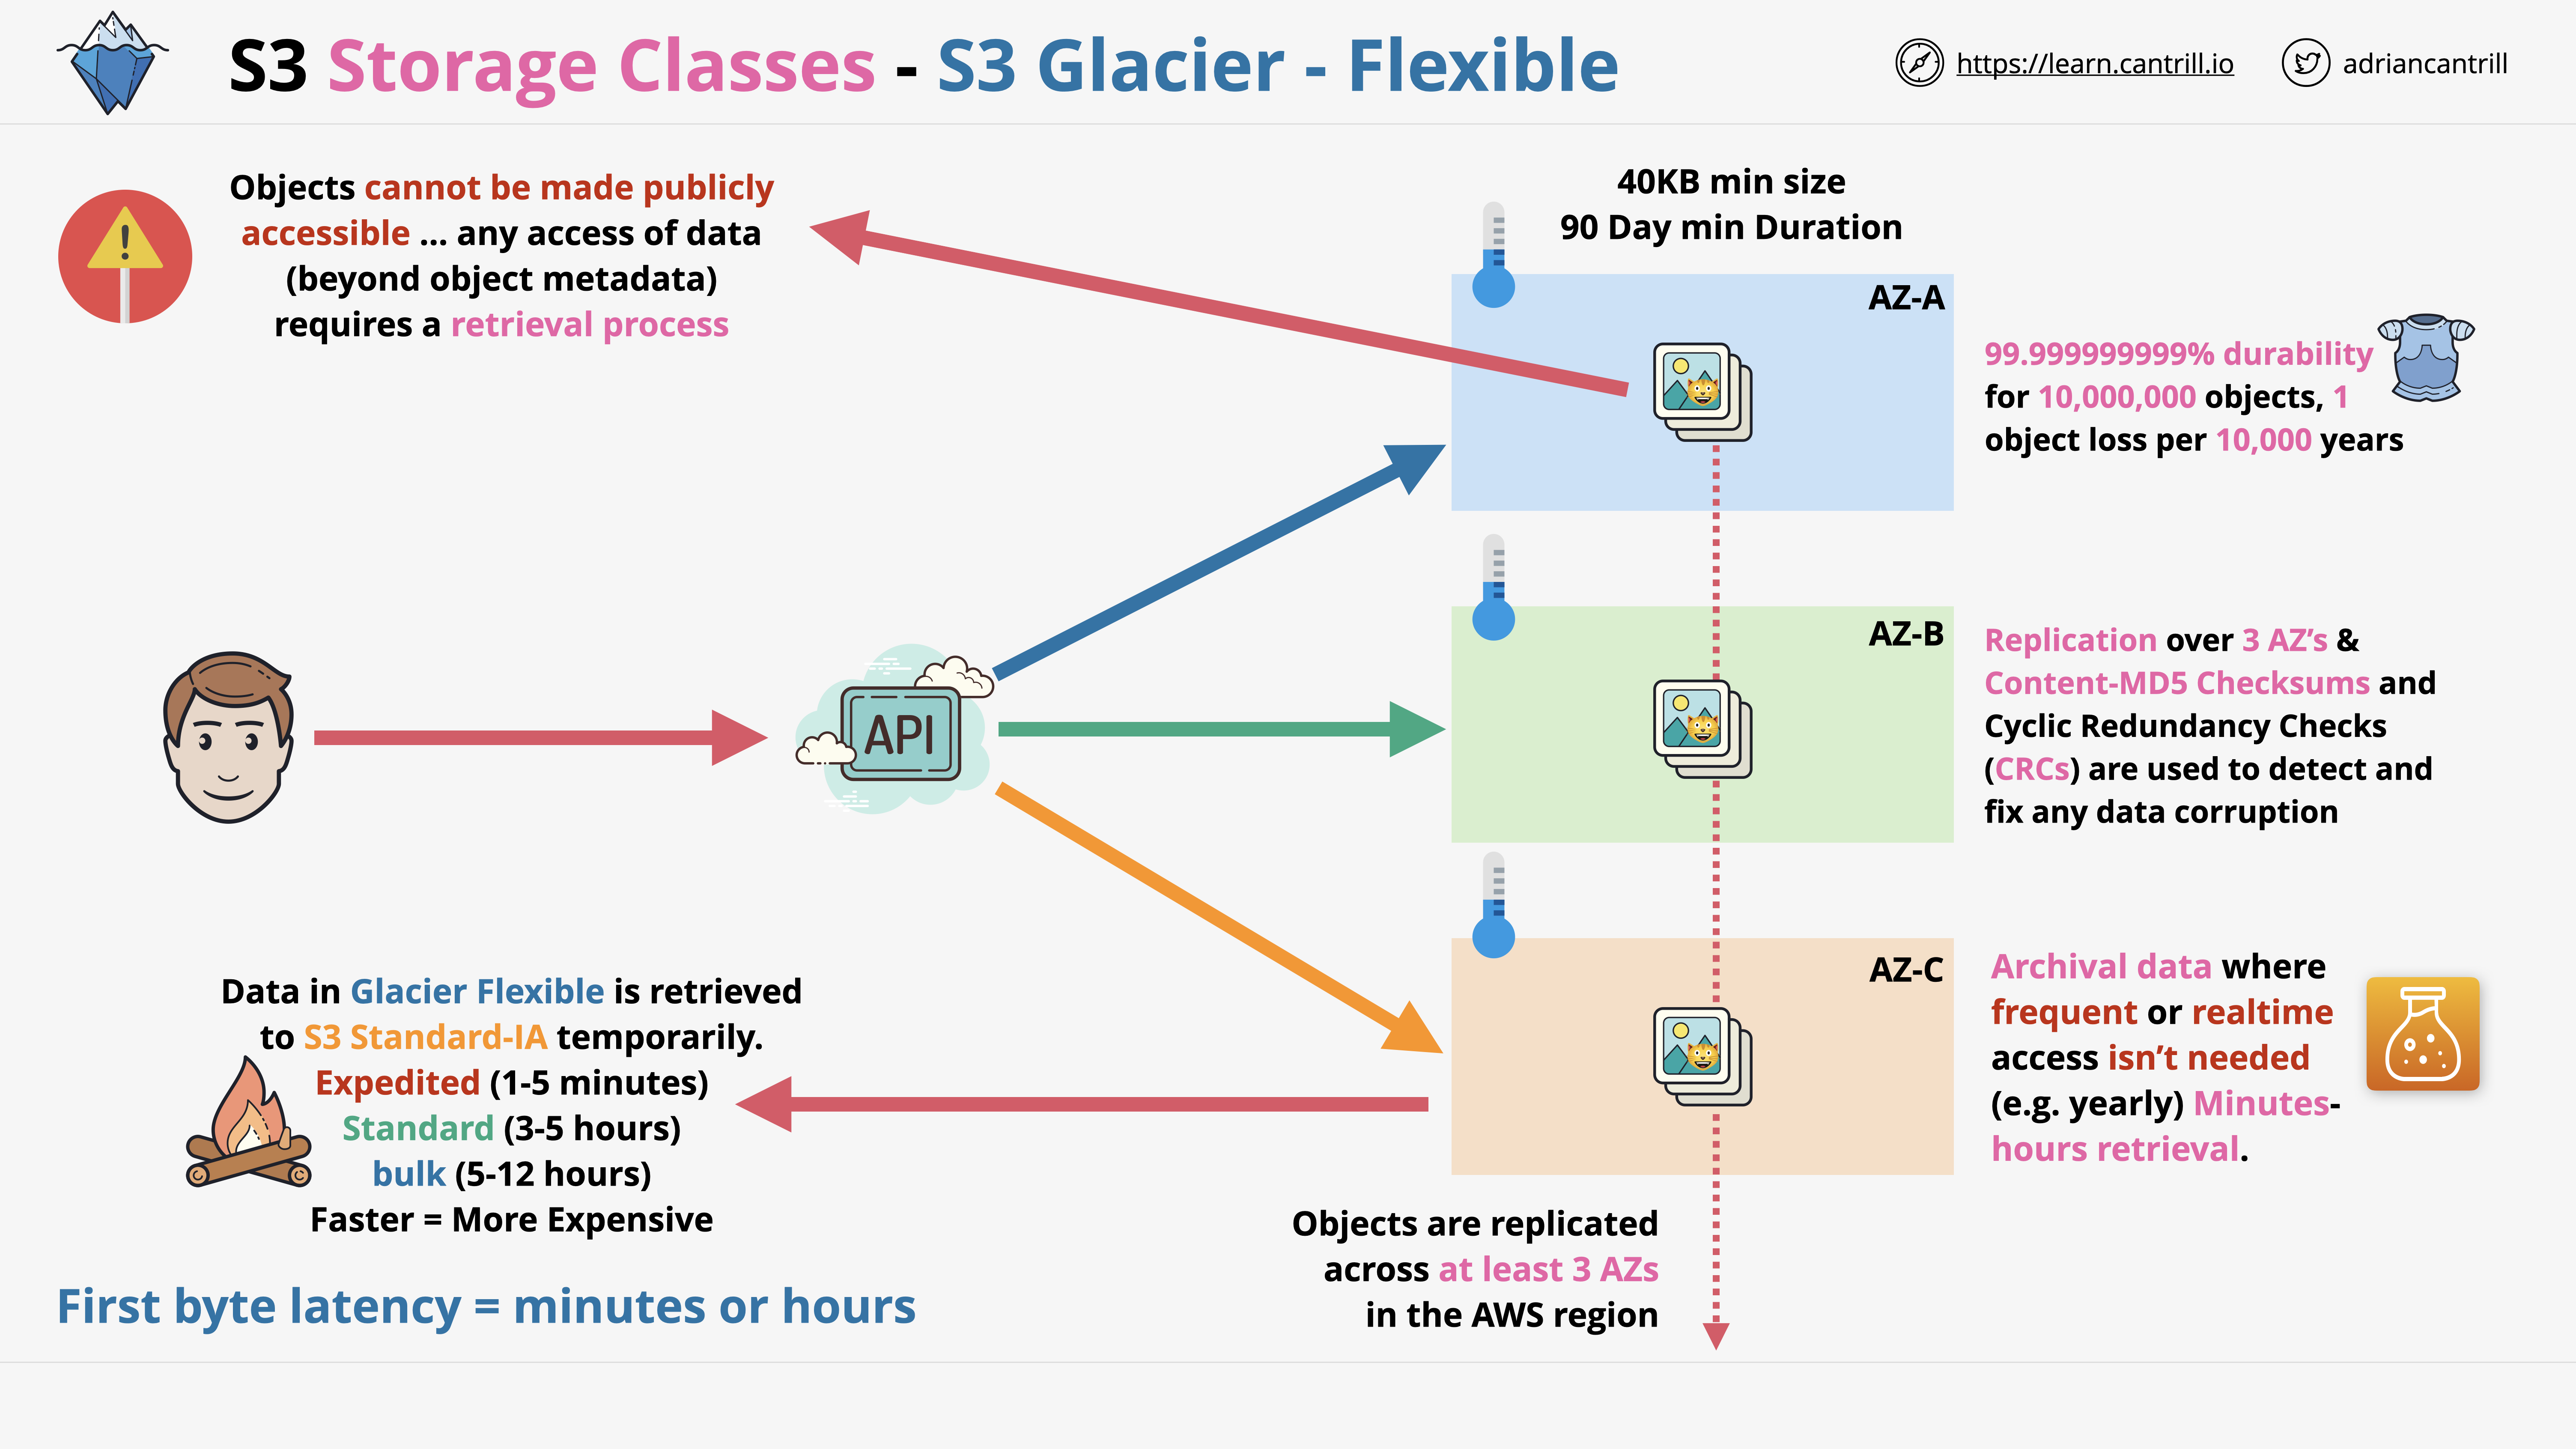 S3 Storage Classes - S3 Glacier - Flexible
https://learn.cantrill.io
adriancantrill
Objects cannot be made publicly
accessible ... any access of data
(beyond object metadata)
requires a retrieval process
40KB min size
90 Day min Duration
AZ-A
99.999999999% durability
for 10,000,000 objects, 1
object loss per 10,000 years
API
AZ-B
Replication over 3 AZ’s &
Content-MD5 Checksums and
Cyclic Redundancy Checks
(CRCs) are used to detect and
fix any data corruption
Data in Glacier Flexible is retrieved
to S3 Standard-IA temporarily.
Expedited (1-5 minutes)
Standard (3-5 hours)
bulk (5-12 hours)
Faster = More Expensive
First byte latency = minutes or hours
AZ-C
Archival data where
frequent or realtime
access isn’t needed
(e.g. yearly) Minutes-
hours retrieval.
Objects are replicated
across at least 3 AZs
in the AWS region